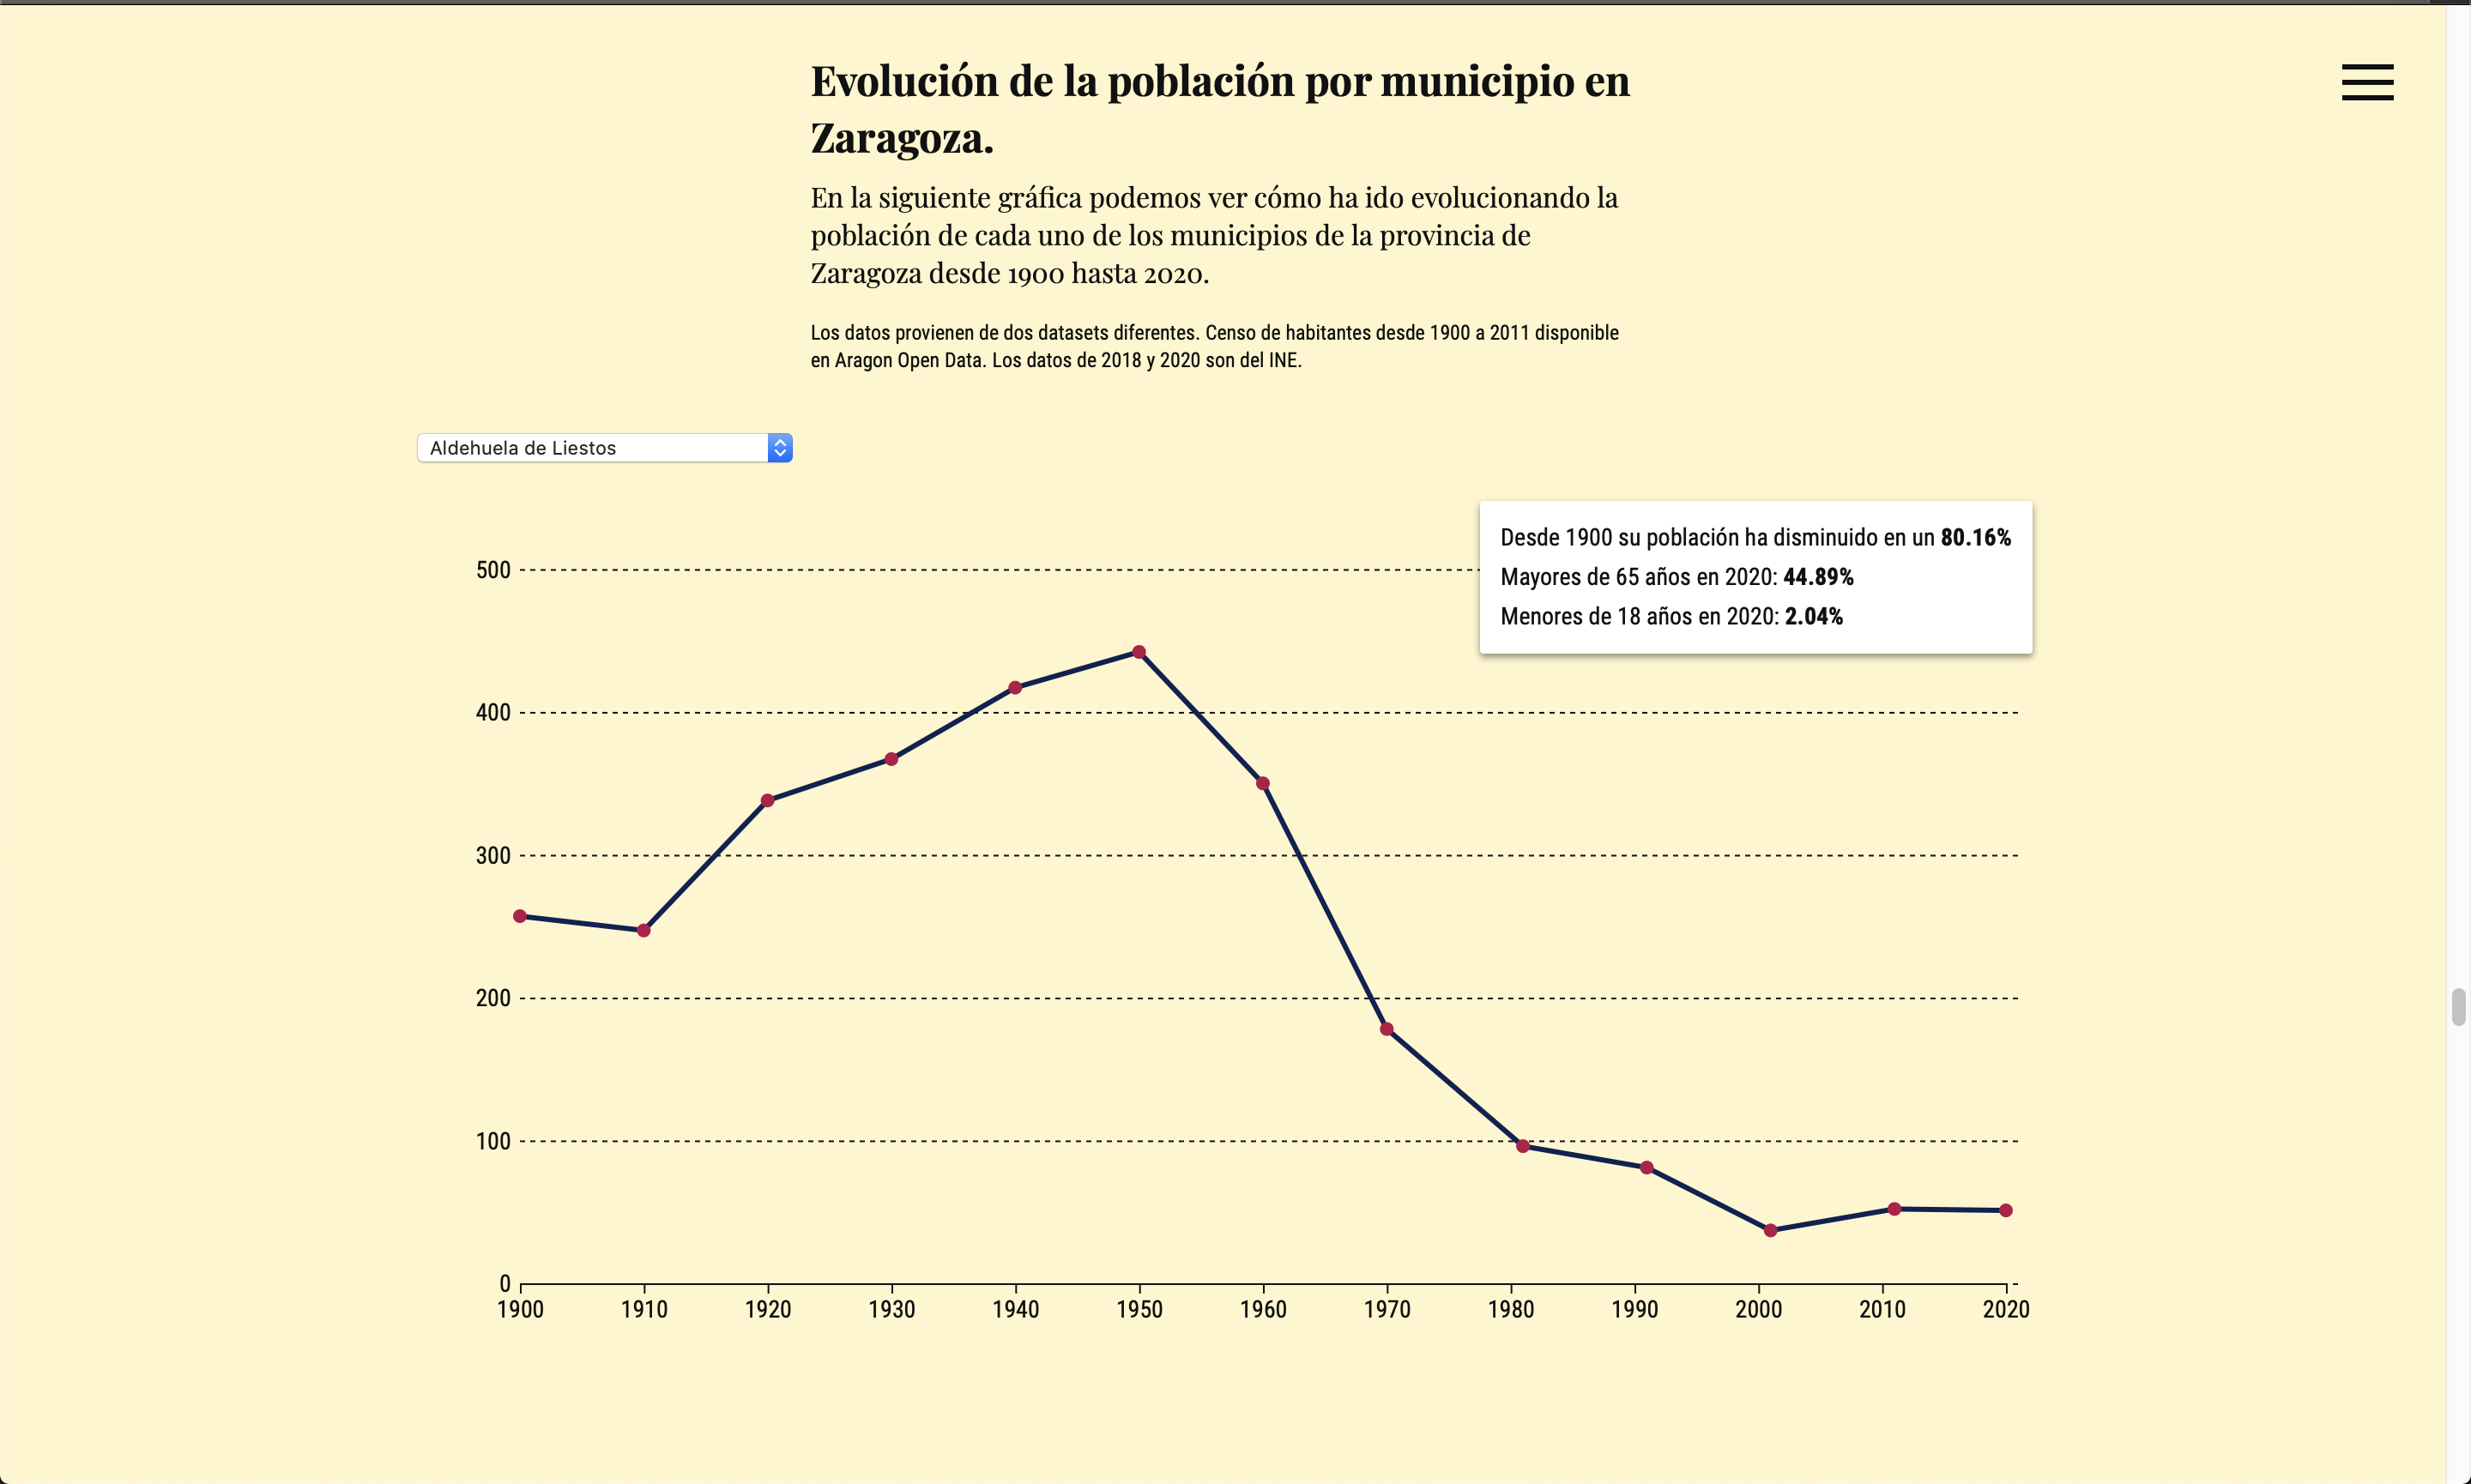 Evolución de la población por municipio en
Zaragoza.
En la siguiente gráfica podemos ver cómo ha ido evolucionando la
población de cada uno de los municipios de la provincia de
Zaragoza desde 1900 hasta 2020.
Los datos provienen de dos datasets diferentes. Censo de habitantes desde 1900 a 2011 disponible
en Aragon Open Data. Los datos de 2018 y 2020 son del INE.
Aldehuela de Liestos
Desde 1900 su población ha disminuido en un 80.16%
Mayores de 65 años en 2020: 44.89%
Menores de 18 años en 2020: 2.04%
500
400
300
200
100
0
1900 1910 1920 1930 1940 1950 1960 1970 1980 1990 2000 2010 2020